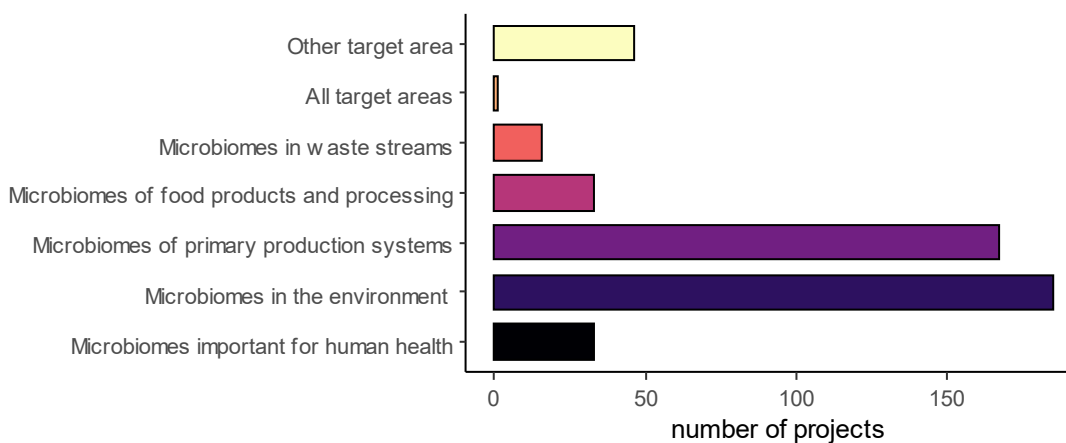 Other target area
All target areas
Microbiomes in waste streams
Microbiomes of food products and processing
Microbiomes of primary production systems
Microbiomes in the environment
Microbiomes important for human health
0 50 100 150
number of projects